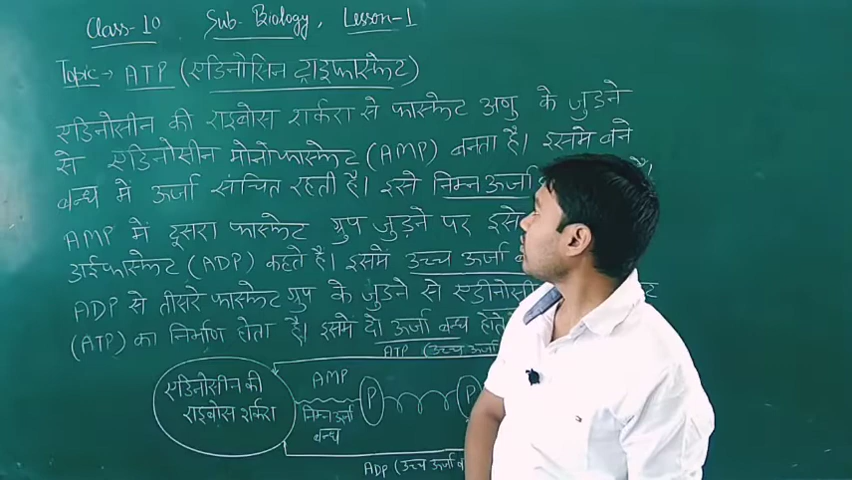 Class-10 Sub- Biology, Lesson-1
Topic→ ATP (एडिनोसिन ट्राइफास्फेट)
एडिनोसीन की राइबोस शर्करा से फास्फेट अणु के जुडने
से एडिनोसीन मोनोफास्फेट (AMP) बनता है। इसमे बने
बन्ध में ऊर्जा संचित रहती है। इसे निम्न ऊर्जा है।
AMP में दूसरा फास्फेट ग्रुप जुड़ने पर इसे
डाईफास्फेट (ADP) कहते हैं। इसमें उच्च ऊर्जा
ADP से तीसरे फास्फेट ग्रुप के जुडने से
(ATP) का निर्माण होता है। इसमे दो ऊर्जा बन्ध होते
ATP (उच्च ऊर्जा
एडिनोसीन की
राइबोस शर्करा
AMP
निम्न ऊर्जा
बन्ध
P
P
ADP (उच्च ऊर्जा